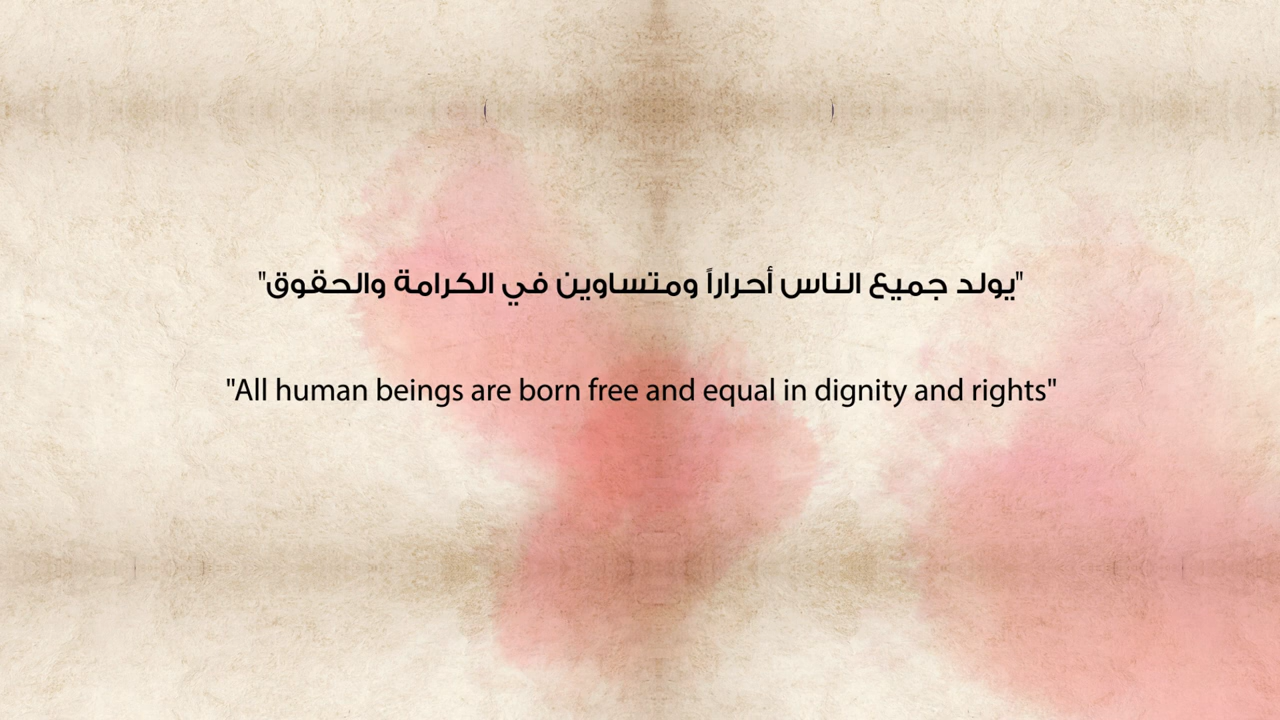 "يولد جميع الناس أحراراً ومتساوين في الكرامة والحقوق"
"All human beings are born free and equal in dignity and rights"